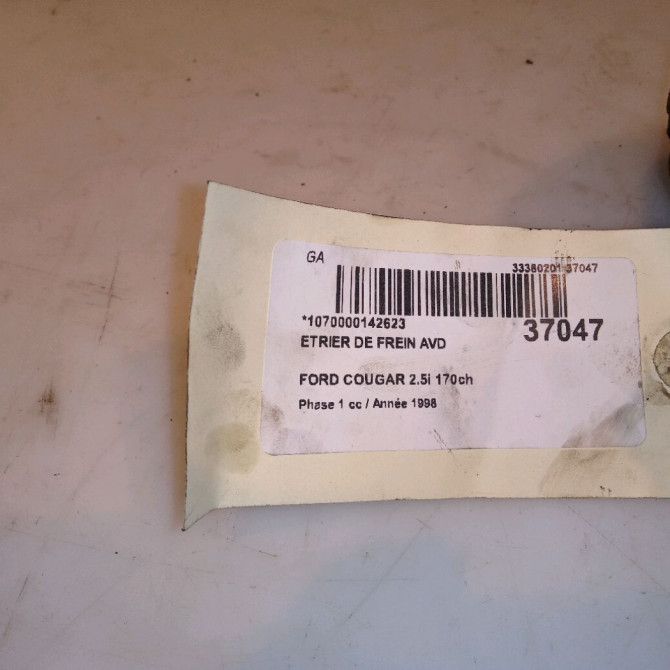 GA
33380201-37047
*1070000142623
37047
ETRIER DE FREIN AVD
FORD COUGAR 2.5i 170ch
Phase 1 cc / Année 1998